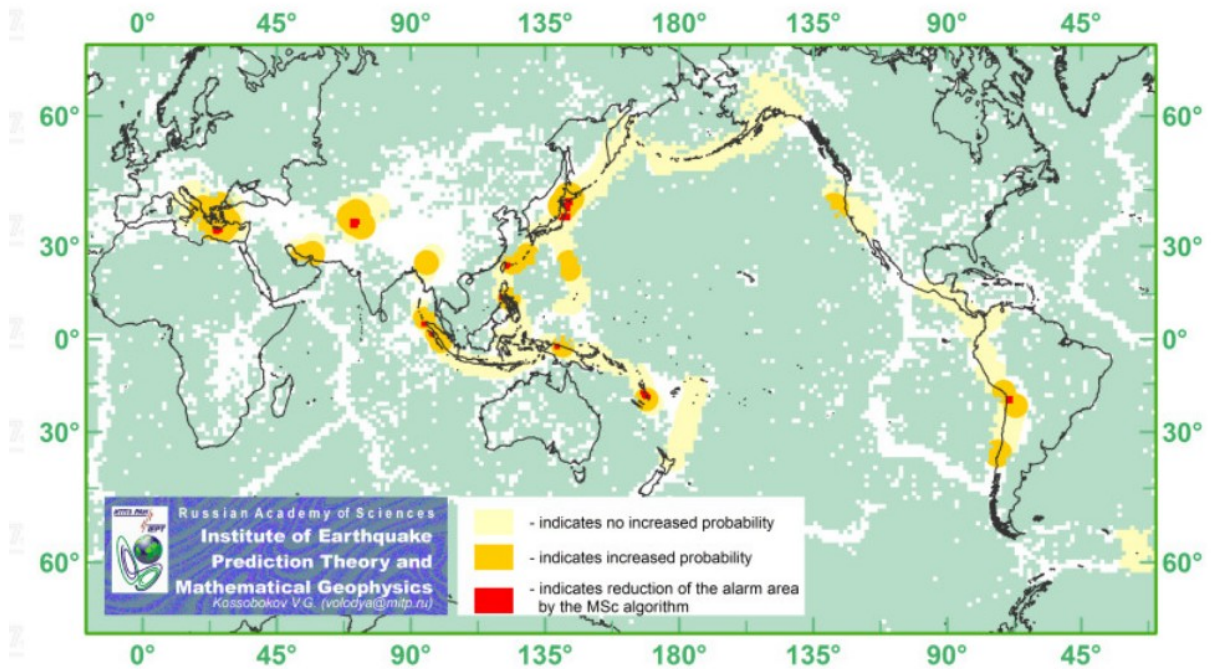 0° 45° 90° 135° 180° 135° 90° 45°
60° 60°
30° 30°
0° 0°
30° 30°
60° 60°
Russian Academy of Sciences
Institute of Earthquake
Prediction Theory and
Mathematical Geophysics
Kossobokov V.G. (volodya@mitp.ru)
- indicates no increased probability
- indicates increased probability
- indicates reduction of the alarm area
by the MSc algorithm
0° 45° 90° 135° 180° 135° 90° 45°